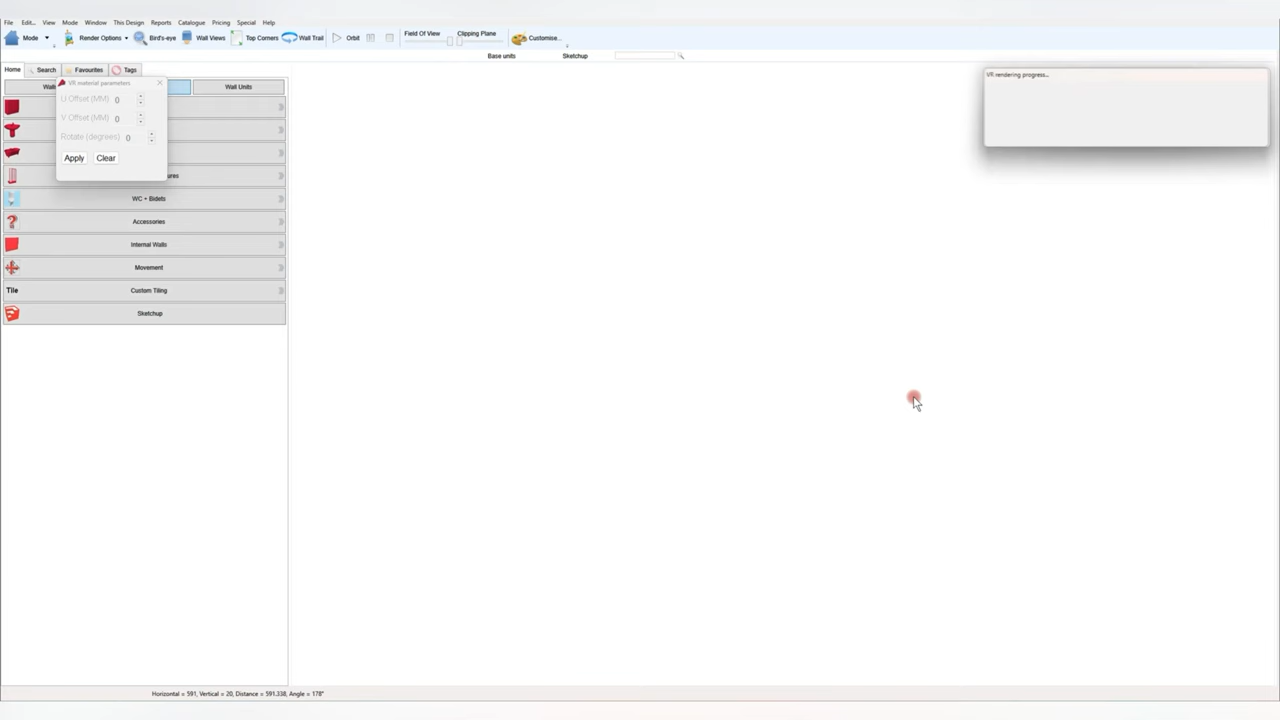 File Edit... View Mode Window This Design Reports Catalogue Pricing Special Help
Mode Render Options Bird's-eye Wall Views Top Corners Wall Trail Orbit Field Of View Clipping Plane Customise...
Base units Sketchup
Home Search Favourites Tags
VR rendering progress...
VR material parameters
Wall Units
U Offset (MM) 0
V Offset (MM) 0
Rotate (degrees) 0
Apply Clear
WC + Bidets
Accessories
Internal Walls
Movement
Tile Custom Tiling
Sketchup
Horizontal = 591, Vertical = 20, Distance = 591.338, Angle = 178°